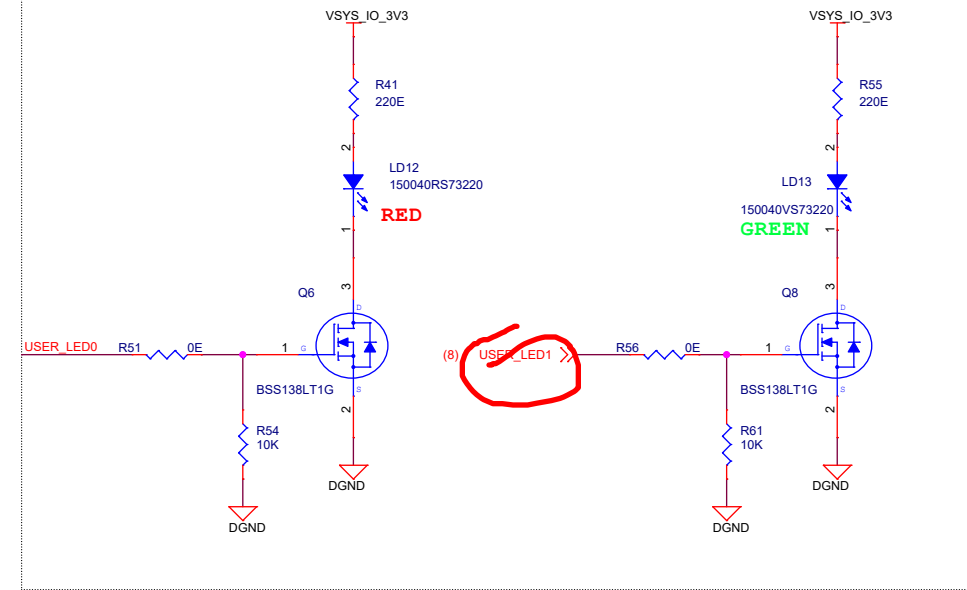 VSYS_IO_3V3
R41
220E
2
LD12
150040RS73220
RED
1
3
Q6
D
USER_LED0
R51
0E
1
G
BSS138LT1G
S
2
R54
10K
DGND
DGND
VSYS_IO_3V3
R55
220E
2
LD13
150040VS73220
GREEN
1
3
Q8
D
(8)
USER_LED1
R56
0E
1
G
BSS138LT1G
S
2
R61
10K
DGND
DGND